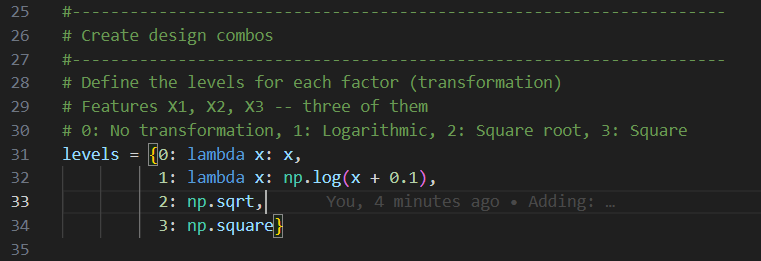 25 #----------------------------------------------------------------------
26 # Create design combos
27 #----------------------------------------------------------------------
28 # Define the levels for each factor (transformation)
29 # Features X1, X2, X3 -- three of them
30 # 0: No transformation, 1: Logarithmic, 2: Square root, 3: Square
31 levels = {0: lambda x: x,
32           1: lambda x: np.log(x + 0.1),
33           2: np.sqrt,      You, 4 minutes ago • Adding: …
34           3: np.square}
35